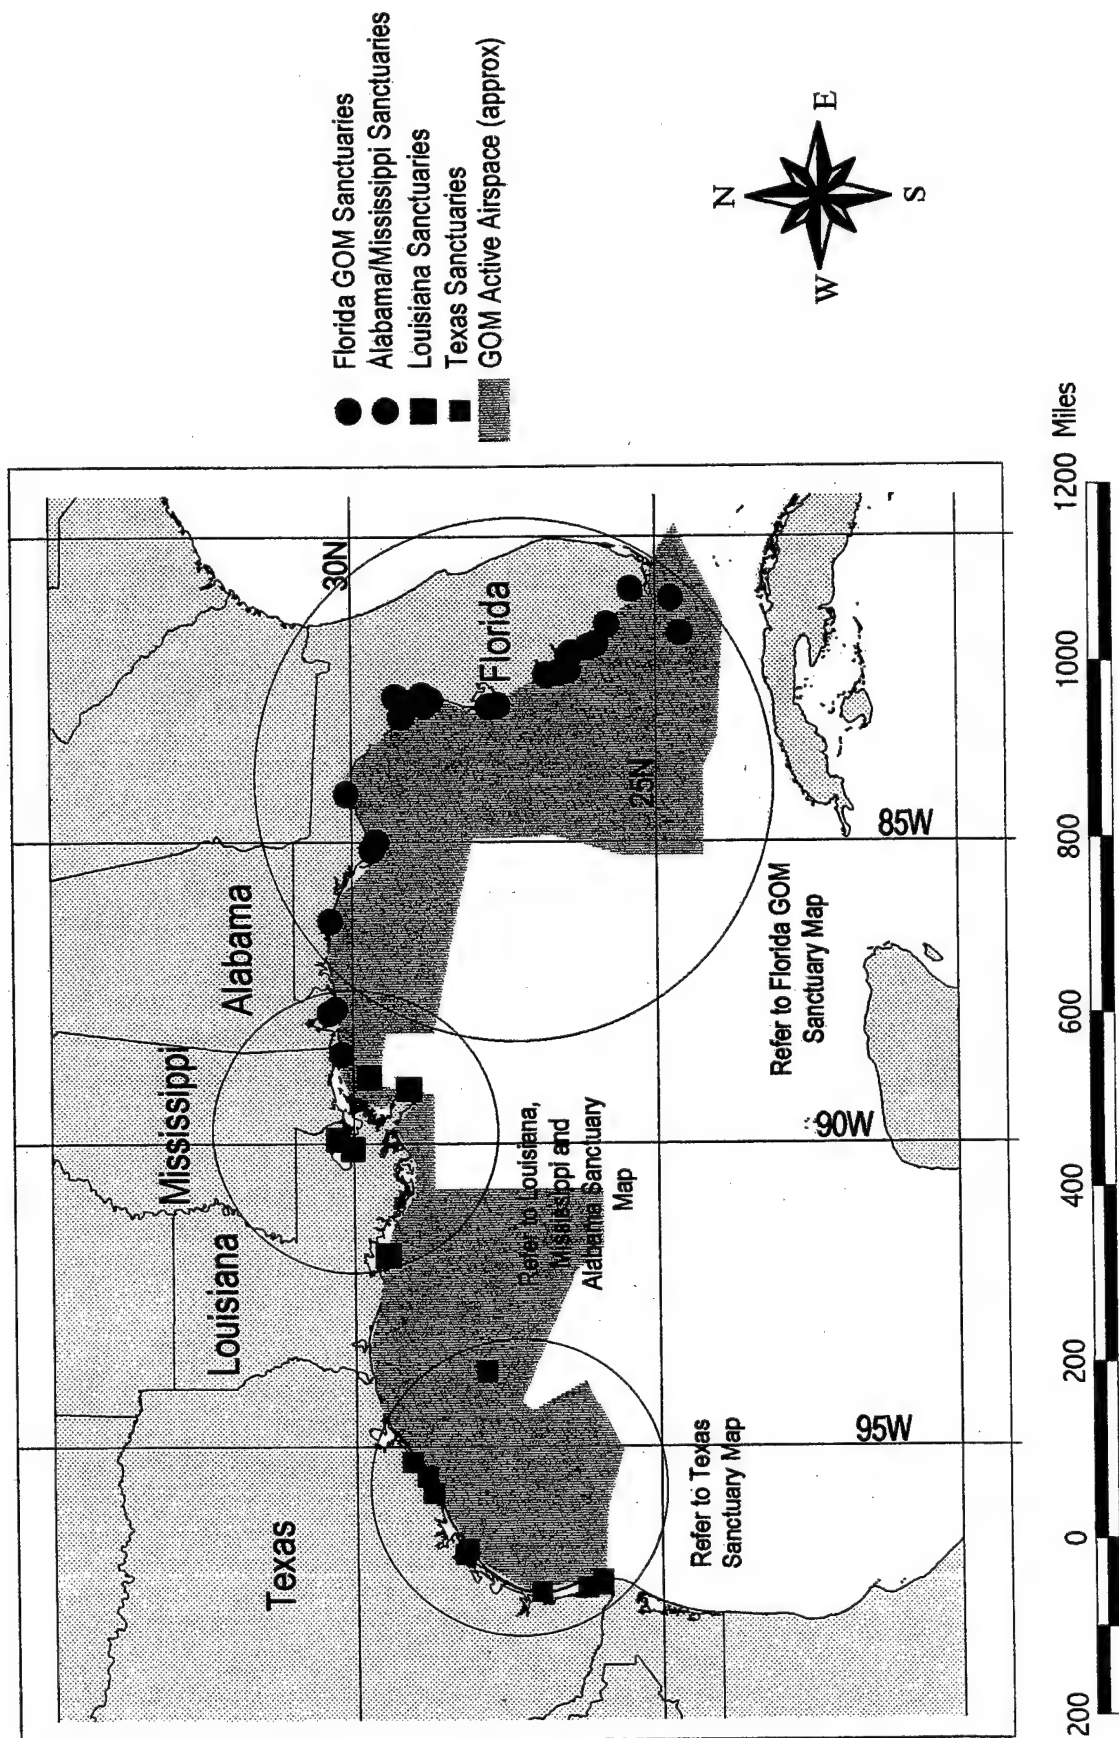 Florida GOM Sanctuaries
Alabama/Mississippi Sanctuaries
Louisiana Sanctuaries
Texas Sanctuaries
GOM Active Airspace (approx)
N
W
E
S
Texas
Louisiana
Mississippi
Alabama
Florida
30N
25N
95W
90W
85W
Refer to Texas
Sanctuary Map
Refer to Louisiana,
Mississippi and
Alabama Sanctuary
Map
Refer to Florida GOM
Sanctuary Map
200 0 200 400 600 800 1000 1200 Miles